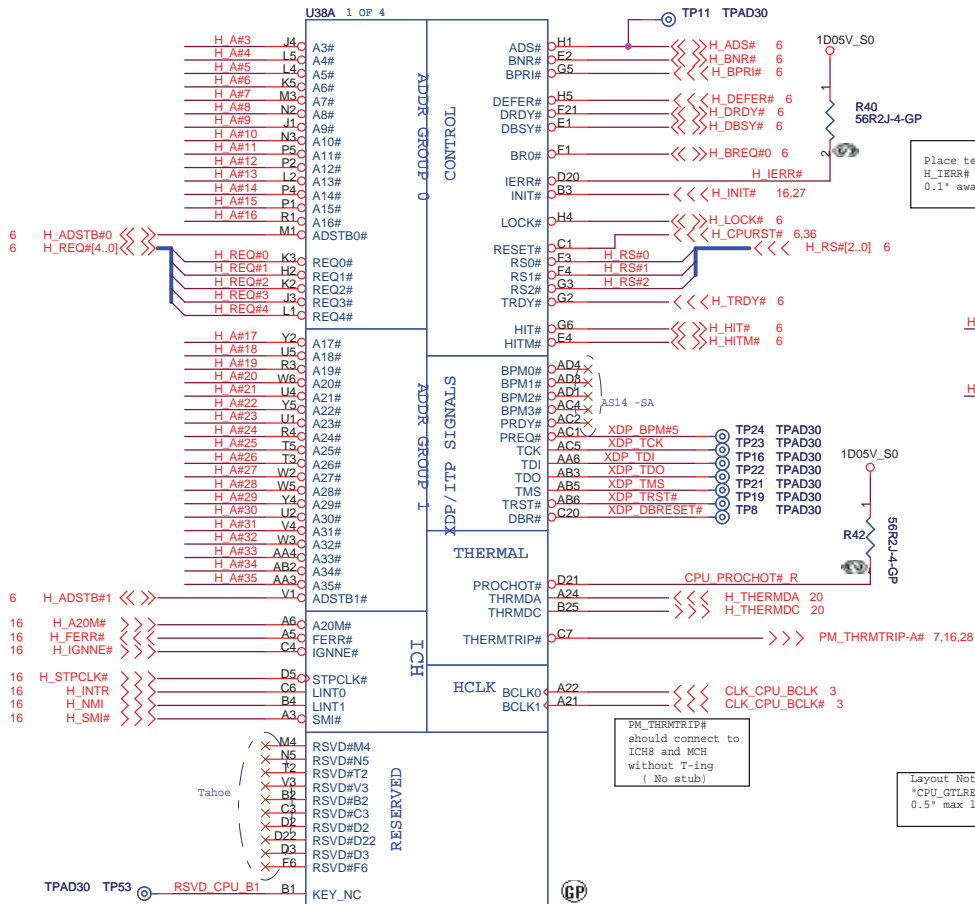 U38A 1 OF 4
TP11 TPAD30
1D05V_S0
H_A#3 J4 A3#
H_A#4 L5 A4#
H_A#5 L4 A5#
H_A#6 K5 A6#
H_A#7 M3 A7#
H_A#8 N2 A8#
H_A#9 J1 A9#
H_A#10 N3 A10#
H_A#11 P5 A11#
H_A#12 P2 A12#
H_A#13 L2 A13#
H_A#14 P4 A14#
H_A#15 P1 A15#
H_A#16 R1 A16#
6 H_ADSTB#0 M1 ADSTB0#
6 H_REQ#[4..0]
H_REQ#0 K3 REQ0#
H_REQ#1 H2 REQ1#
H_REQ#2 K2 REQ2#
H_REQ#3 J3 REQ3#
H_REQ#4 L1 REQ4#
ADDR GROUP 0
H_A#17 Y2 A17#
H_A#18 U5 A18#
H_A#19 R3 A19#
H_A#20 W6 A20#
H_A#21 U4 A21#
H_A#22 Y5 A22#
H_A#23 U1 A23#
H_A#24 R4 A24#
H_A#25 T5 A25#
H_A#26 T3 A26#
H_A#27 W2 A27#
H_A#28 W5 A28#
H_A#29 Y4 A29#
H_A#30 U2 A30#
H_A#31 V4 A31#
H_A#32 W3 A32#
H_A#33 AA4 A33#
H_A#34 AB2 A34#
H_A#35 AA3 A35#
6 H_ADSTB#1 V1 ADSTB1#
ADDR GROUP 1
16 H_A20M# A6 A20M#
16 H_FERR# A5 FERR#
16 H_IGNNE# C4 IGNNE#
16 H_STPCLK# D5 STPCLK#
16 H_INTR C6 LINT0
16 H_NMI B4 LINT1
16 H_SMI# A3 SMI#
ICH
M4 RSVD#M4
N5 RSVD#N5
T2 RSVD#T2
V3 RSVD#V3
B2 RSVD#B2
C3 RSVD#C3
D2 RSVD#D2
D22 RSVD#D22
D3 RSVD#D3
F6 RSVD#F6
Tahoe
RESERVED
TPAD30 TP53 RSVD_CPU_B1 B1 KEY_NC
CONTROL
ADS# H1 H_ADS# 6
BNR# E2 H_BNR# 6
BPRI# G5 H_BPRI# 6
DEFER# H5 H_DEFER# 6
DRDY# F21 H_DRDY# 6
DBSY# E1 H_DBSY# 6
BR0# F1 H_BREQ#0 6
IERR# D20 H_IERR#
INIT# B3 H_INIT# 16,27
LOCK# H4 H_LOCK# 6
RESET# C1 H_CPURST# 6,36
RS0# F3 H_RS#0
RS1# F4 H_RS#1
RS2# G3 H_RS#2
H_RS#[2..0] 6
TRDY# G2 H_TRDY# 6
HIT# G6 H_HIT# 6
HITM# E4 H_HITM# 6
1
R40
56R2J-4-GP
2
Place te
H_IERR#
0.1" awa
H
H
XDP/ITP SIGNALS
BPM0# AD4
BPM1# AD3
BPM2# AD1
BPM3# AC4
PRDY# AC2
AS14 -SA
PREQ# AC1 XDP_BPM#5 TP24 TPAD30
TCK AC5 XDP_TCK TP23 TPAD30
TDI AA6 XDP_TDI TP16 TPAD30
TDO AB3 XDP_TDO TP22 TPAD30
TMS AB5 XDP_TMS TP21 TPAD30
TRST# AB6 XDP_TRST# TP19 TPAD30
DBR# C20 XDP_DBRESET# TP8 TPAD30
1D05V_S0
1
R42
56R2J-4-GP
THERMAL
PROCHOT# D21 CPU_PROCHOT#_R
THRMDA A24 H_THERMDA 20
THRMDC B25 H_THERMDC 20
THERMTRIP# C7 PM_THRMTRIP-A# 7,16,28
HCLK
BCLK0 A22 CLK_CPU_BCLK 3
BCLK1 A21 CLK_CPU_BCLK# 3
PM_THRMTRIP#
should connect to
ICH8 and MCH
without T-ing
( No stub)
Layout Not
"CPU_GTLRE
0.5" max l
GP